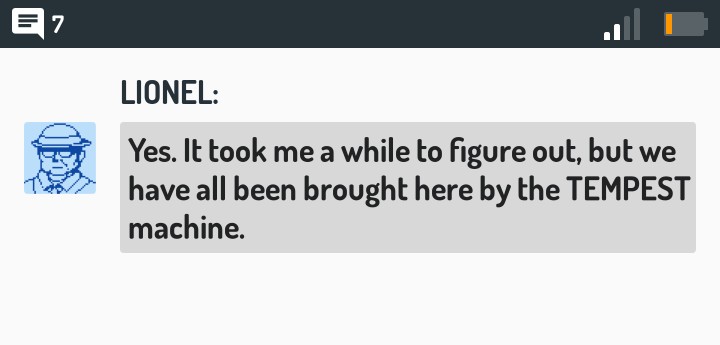 7
LIONEL:
Yes. It took me a while to figure out, but we
have all been brought here by the TEMPEST
machine.